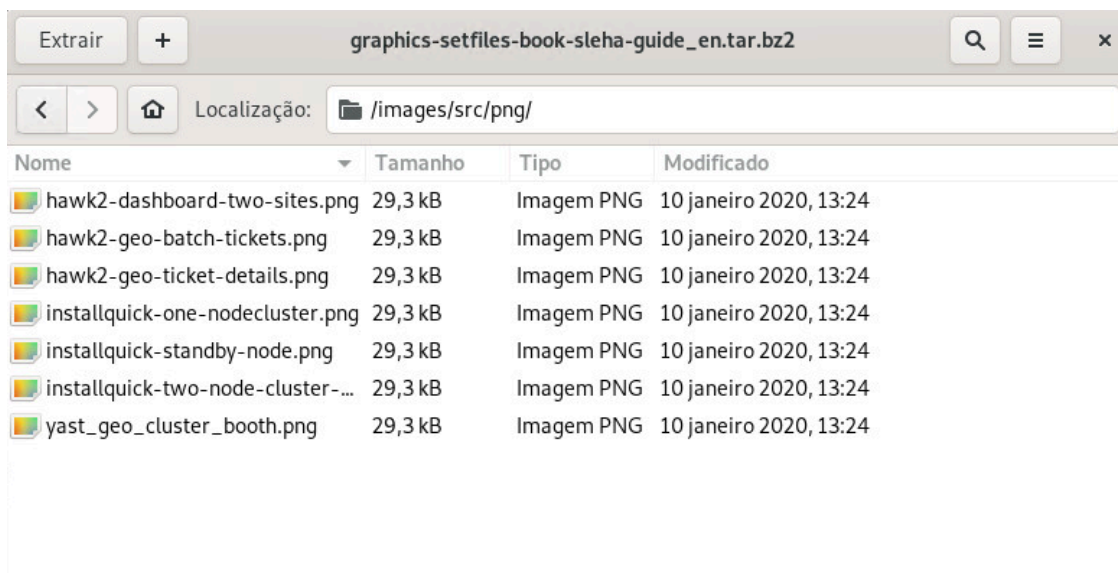 Extrair + graphics-setfiles-book-sleha-guide_en.tar.bz2
Localização: /images/src/png/
Nome Tamanho Tipo Modificado
hawk2-dashboard-two-sites.png 29,3 kB Imagem PNG 10 janeiro 2020, 13:24
hawk2-geo-batch-tickets.png 29,3 kB Imagem PNG 10 janeiro 2020, 13:24
hawk2-geo-ticket-details.png 29,3 kB Imagem PNG 10 janeiro 2020, 13:24
installquick-one-nodecluster.png 29,3 kB Imagem PNG 10 janeiro 2020, 13:24
installquick-standby-node.png 29,3 kB Imagem PNG 10 janeiro 2020, 13:24
installquick-two-node-cluster-... 29,3 kB Imagem PNG 10 janeiro 2020, 13:24
yast_geo_cluster_booth.png 29,3 kB Imagem PNG 10 janeiro 2020, 13:24